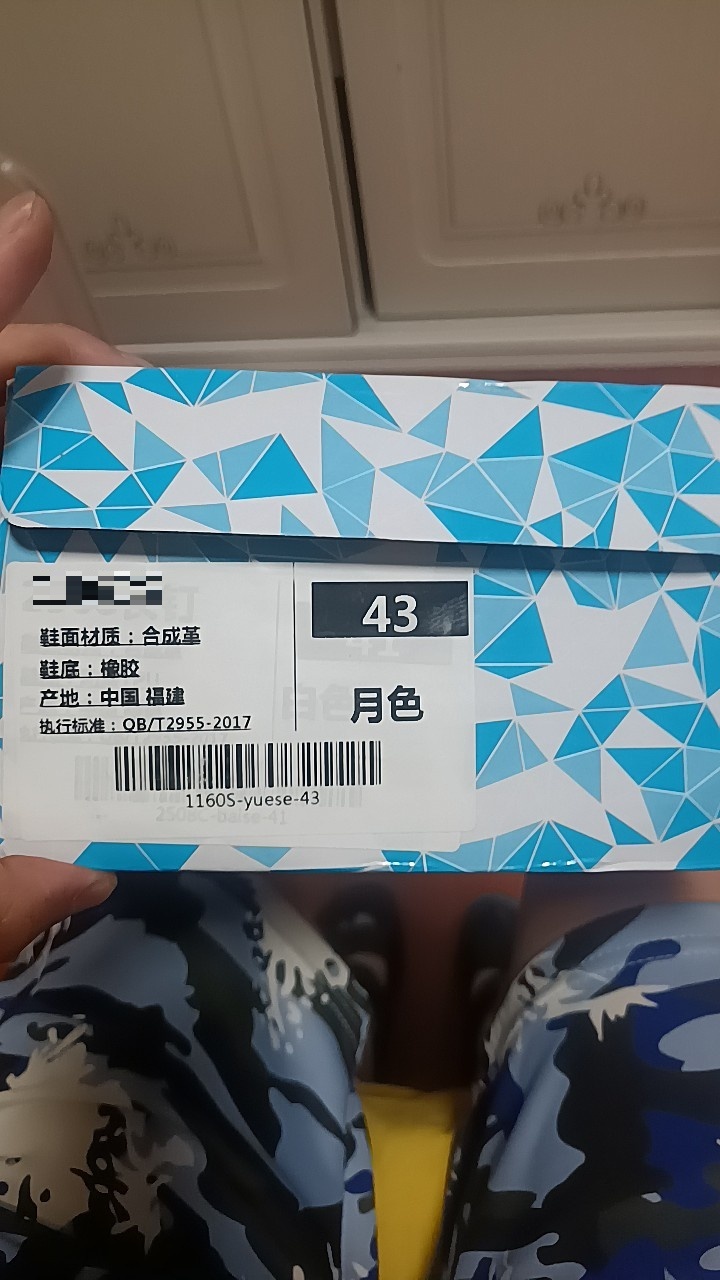 鞋面材质：合成革
鞋底：橡胶
产地：中国 福建
执行标准：QB/T2955-2017
43
月色
1160S-yuese-43